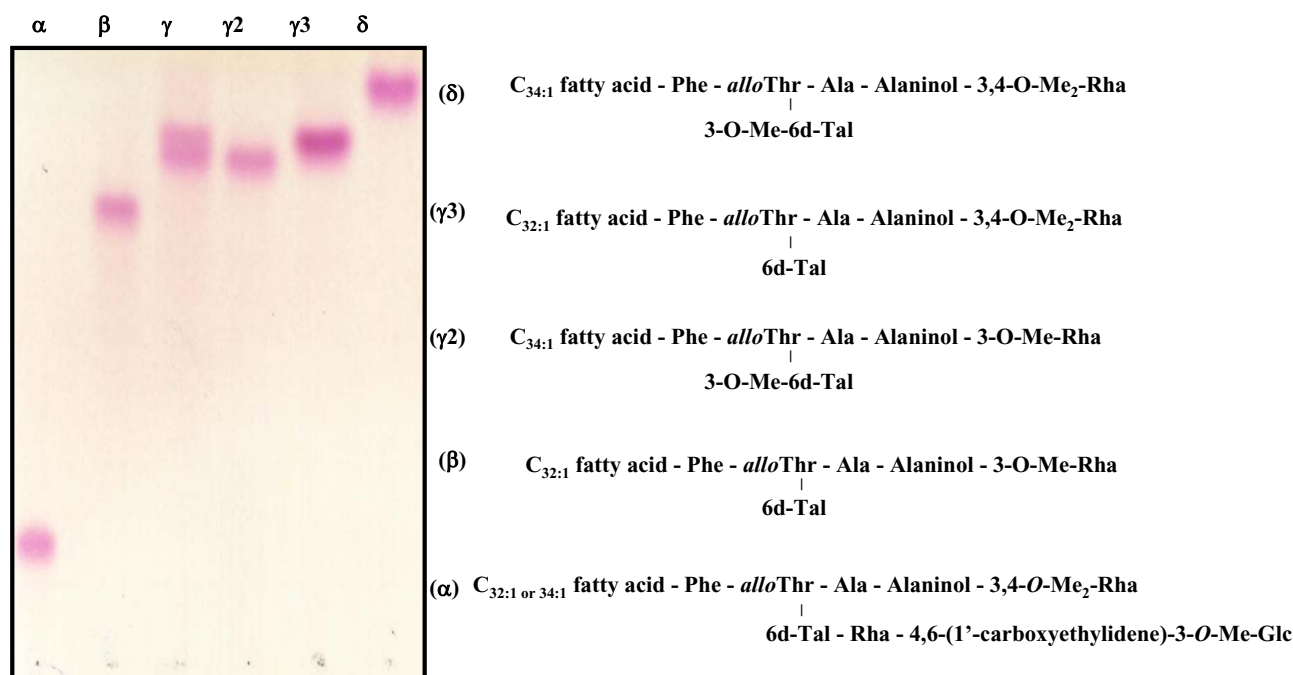 α β γ γ2 γ3 δ
(δ) C34:1 fatty acid - Phe - alloThr - Ala - Alaninol - 3,4-O-Me2-Rha
3-O-Me-6d-Tal
(γ3) C32:1 fatty acid - Phe - alloThr - Ala - Alaninol - 3,4-O-Me2-Rha
6d-Tal
(γ2) C34:1 fatty acid - Phe - alloThr - Ala - Alaninol - 3-O-Me-Rha
3-O-Me-6d-Tal
(β) C32:1 fatty acid - Phe - alloThr - Ala - Alaninol - 3-O-Me-Rha
6d-Tal
(α) C32:1 or 34:1 fatty acid - Phe - alloThr - Ala - Alaninol - 3,4-O-Me2-Rha
6d-Tal - Rha - 4,6-(1’-carboxyethylidene)-3-O-Me-Glc